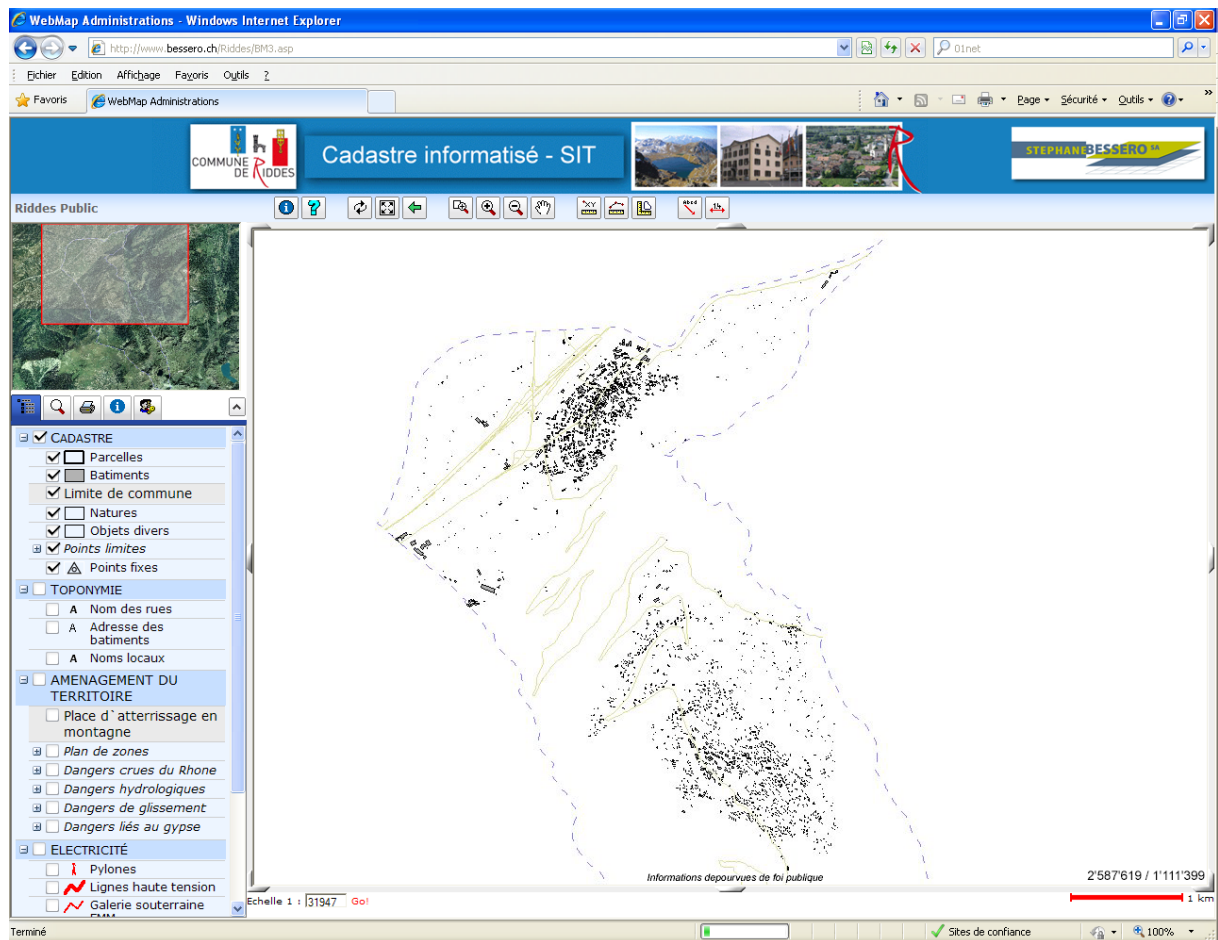 WebMap Administrations - Windows Internet Explorer
http://www.bessero.ch/Riddes/BM3.asp
01net
Fichier Edition Affichage Favoris Outils ?
Favoris WebMap Administrations
Page Sécurité Outils
COMMUNE DE RIDDES
Cadastre informatisé - SIT
STEPHANE BESSERO SA
Riddes Public
XY
Abcd
14
CADASTRE
Parcelles
Batiments
Limite de commune
Natures
Objets divers
Points limites
Points fixes
TOPONYMIE
A Nom des rues
A Adresse des
batiments
A Noms locaux
AMENAGEMENT DU
TERRITOIRE
Place d`atterrissage en
montagne
Plan de zones
Dangers crues du Rhone
Dangers hydrologiques
Dangers de glissement
Dangers liés au gypse
ELECTRICITÉ
Pylones
Lignes haute tension
Galerie souterraine
FMM
Informations depourvues de foi publique
2'587'619 / 1'111'399
Echelle 1 : 31947 Go!
1 km
Terminé
Sites de confiance
100%